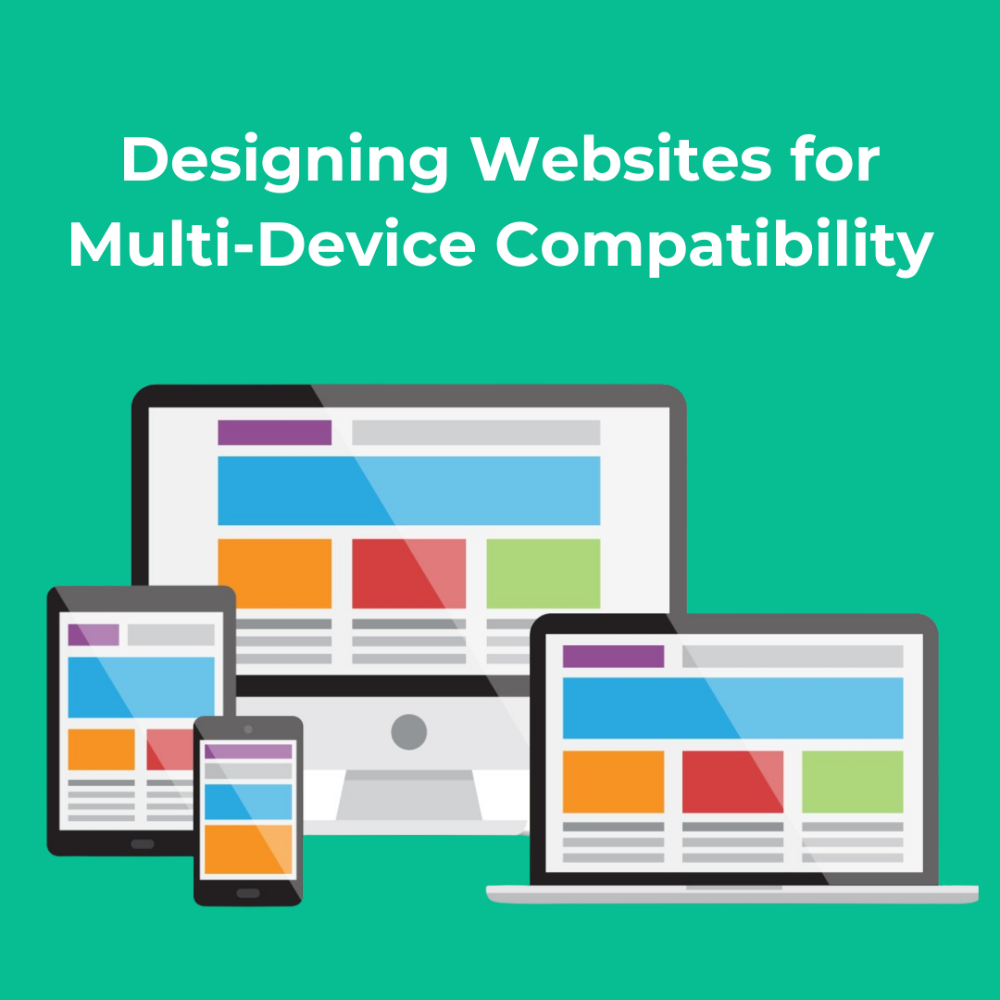 Designing Websites for
Multi-Device Compatibility